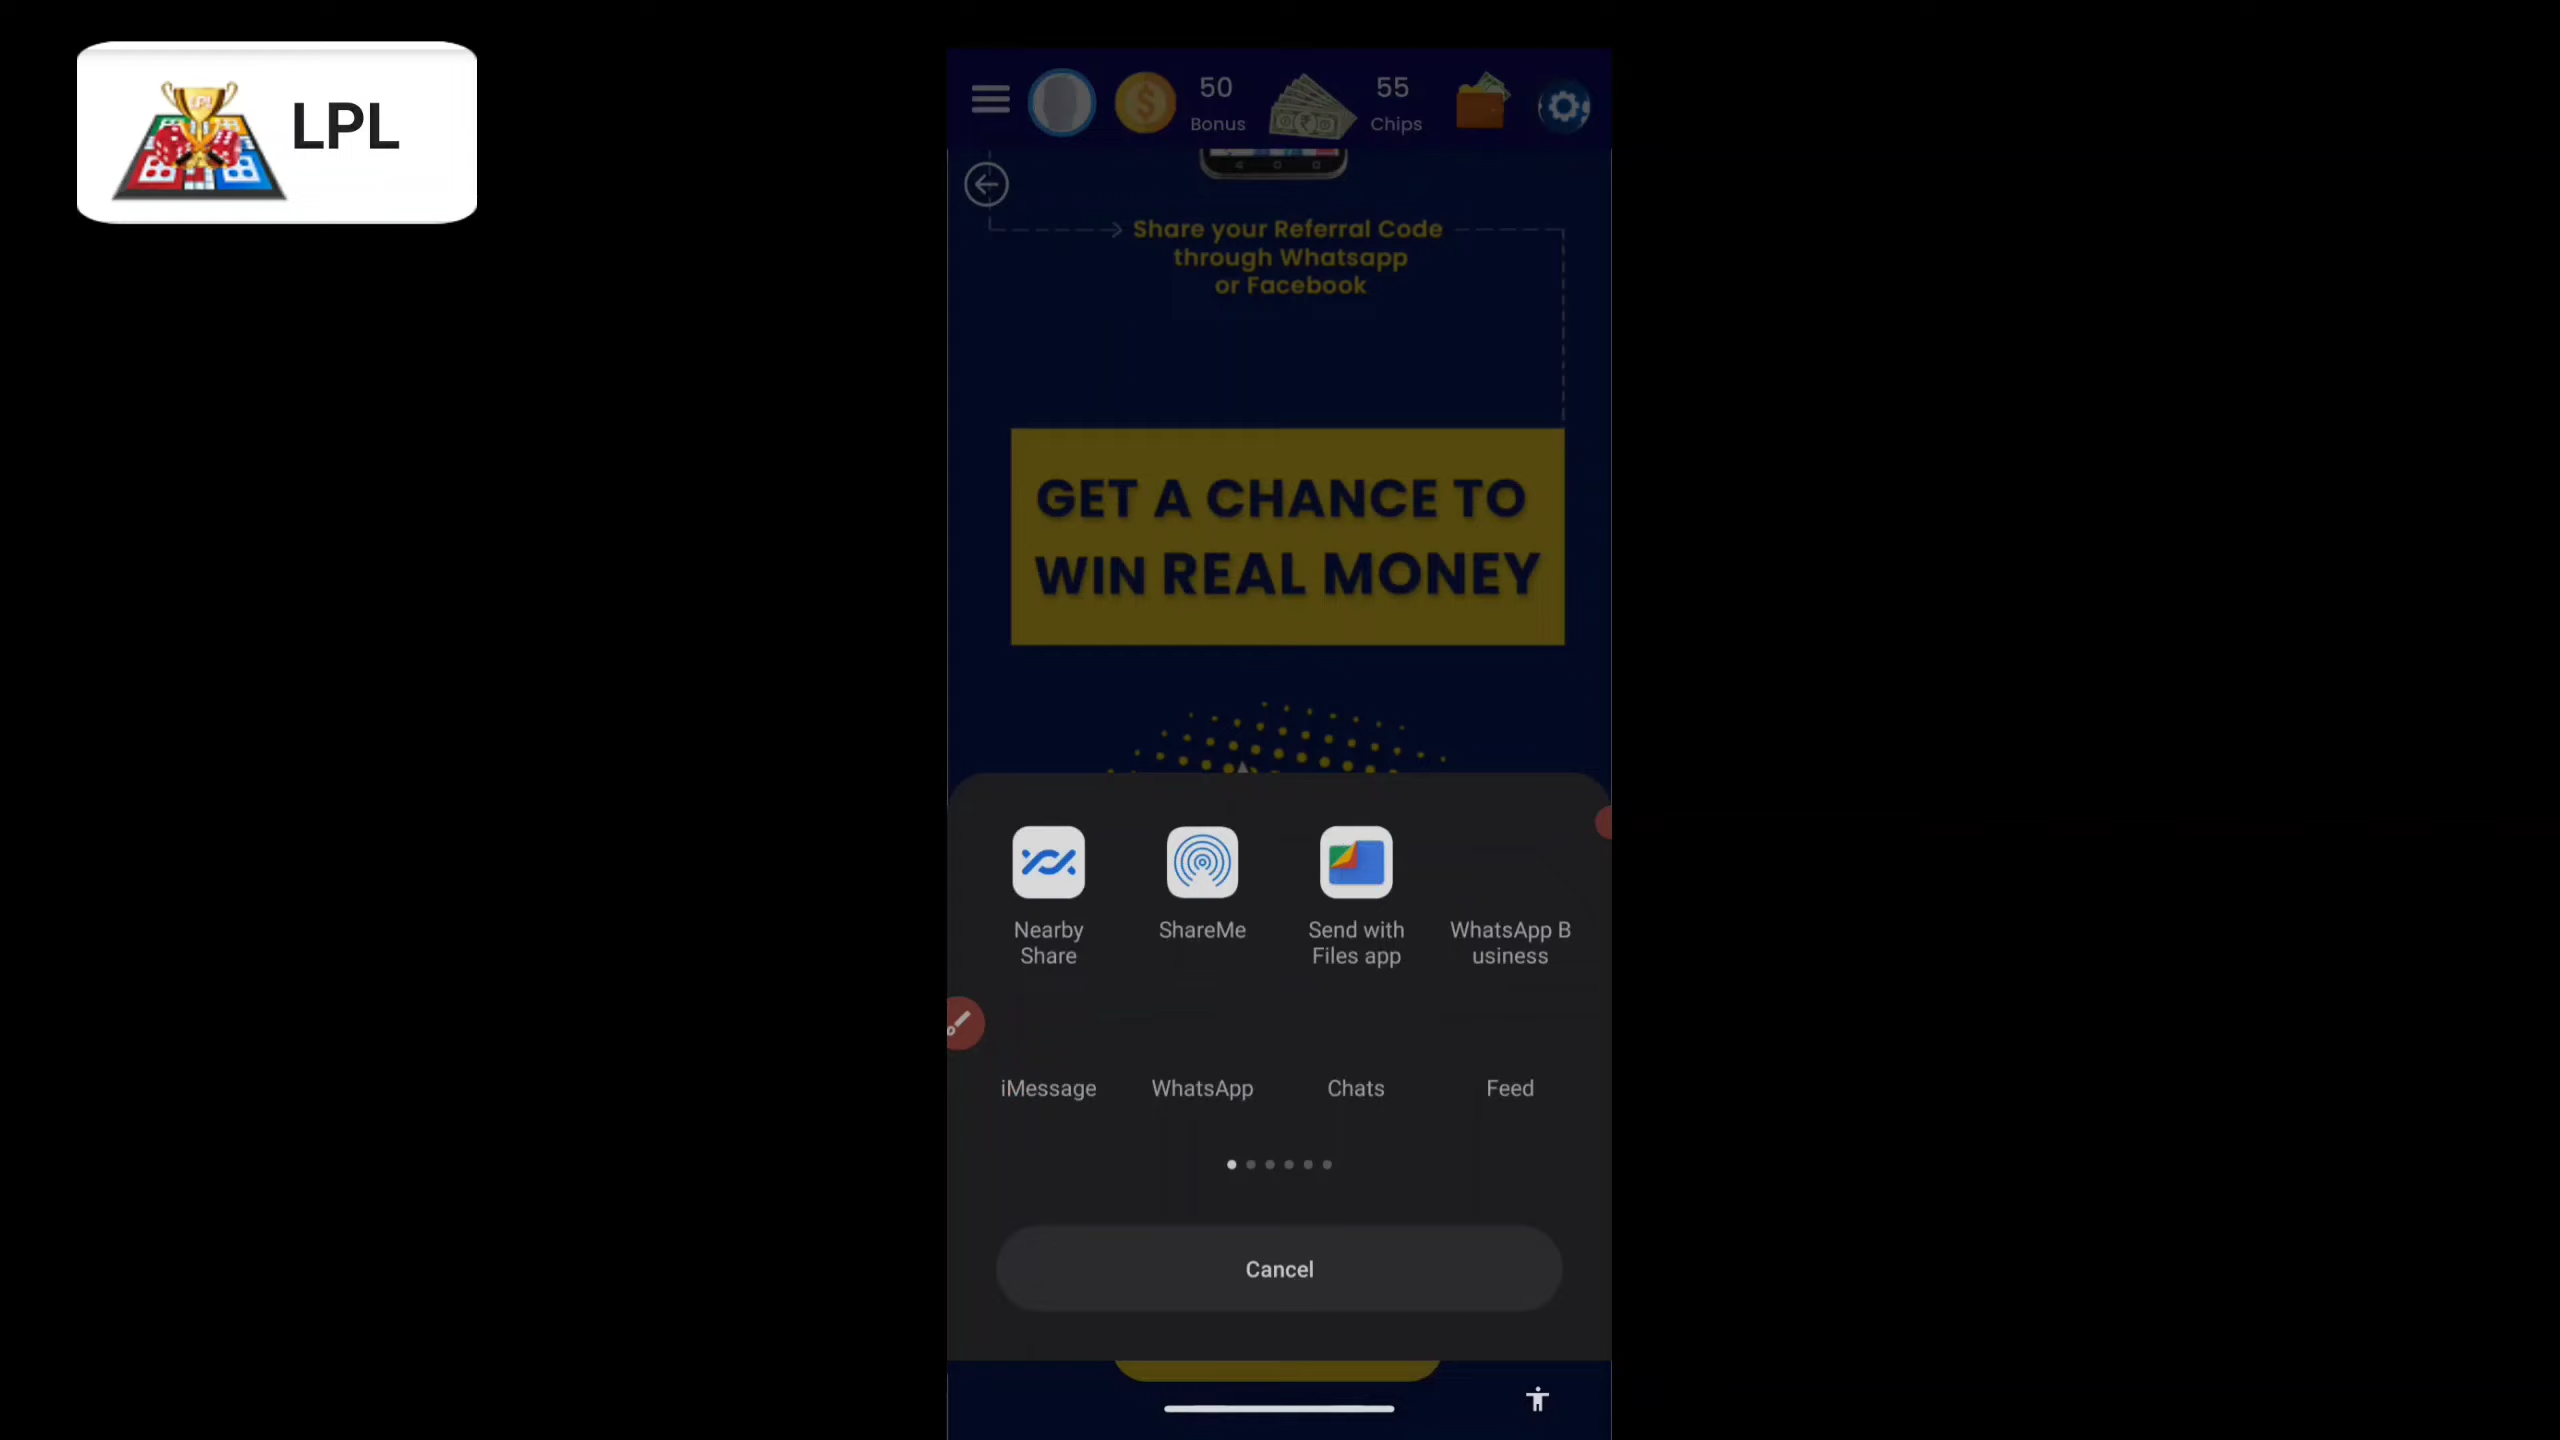 LPL
50
Bonus
55
Chips
Share your Referral Code
through Whatsapp
or Facebook
GET A CHANCE TO
WIN REAL MONEY
Nearby
Share
ShareMe
Send with
Files app
WhatsApp B
usiness
iMessage
WhatsApp
Chats
Feed
Cancel